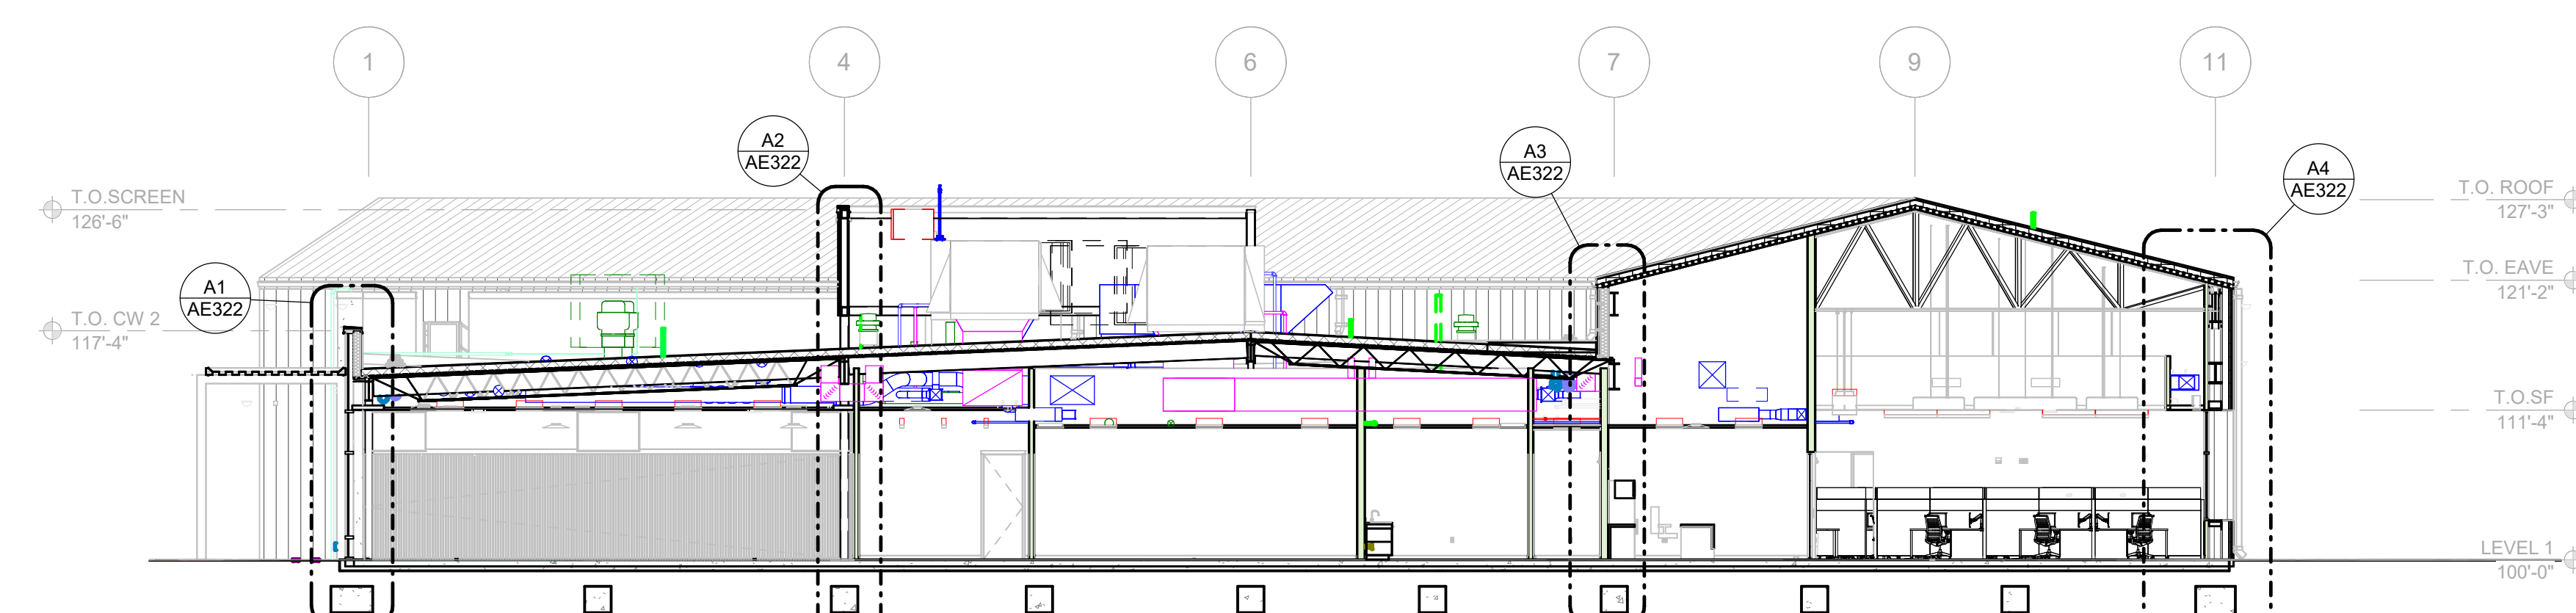 1
4
6
7
9
11
A2
AE322
A3
AE322
A4
AE322
T.O.SCREEN
126'-6"
T.O. ROOF
127'-3"
A1
AE322
T.O. EAVE
121'-2"
T.O. CW 2
117'-4"
T.O.SF
111'-4"
LEVEL 1
100'-0"